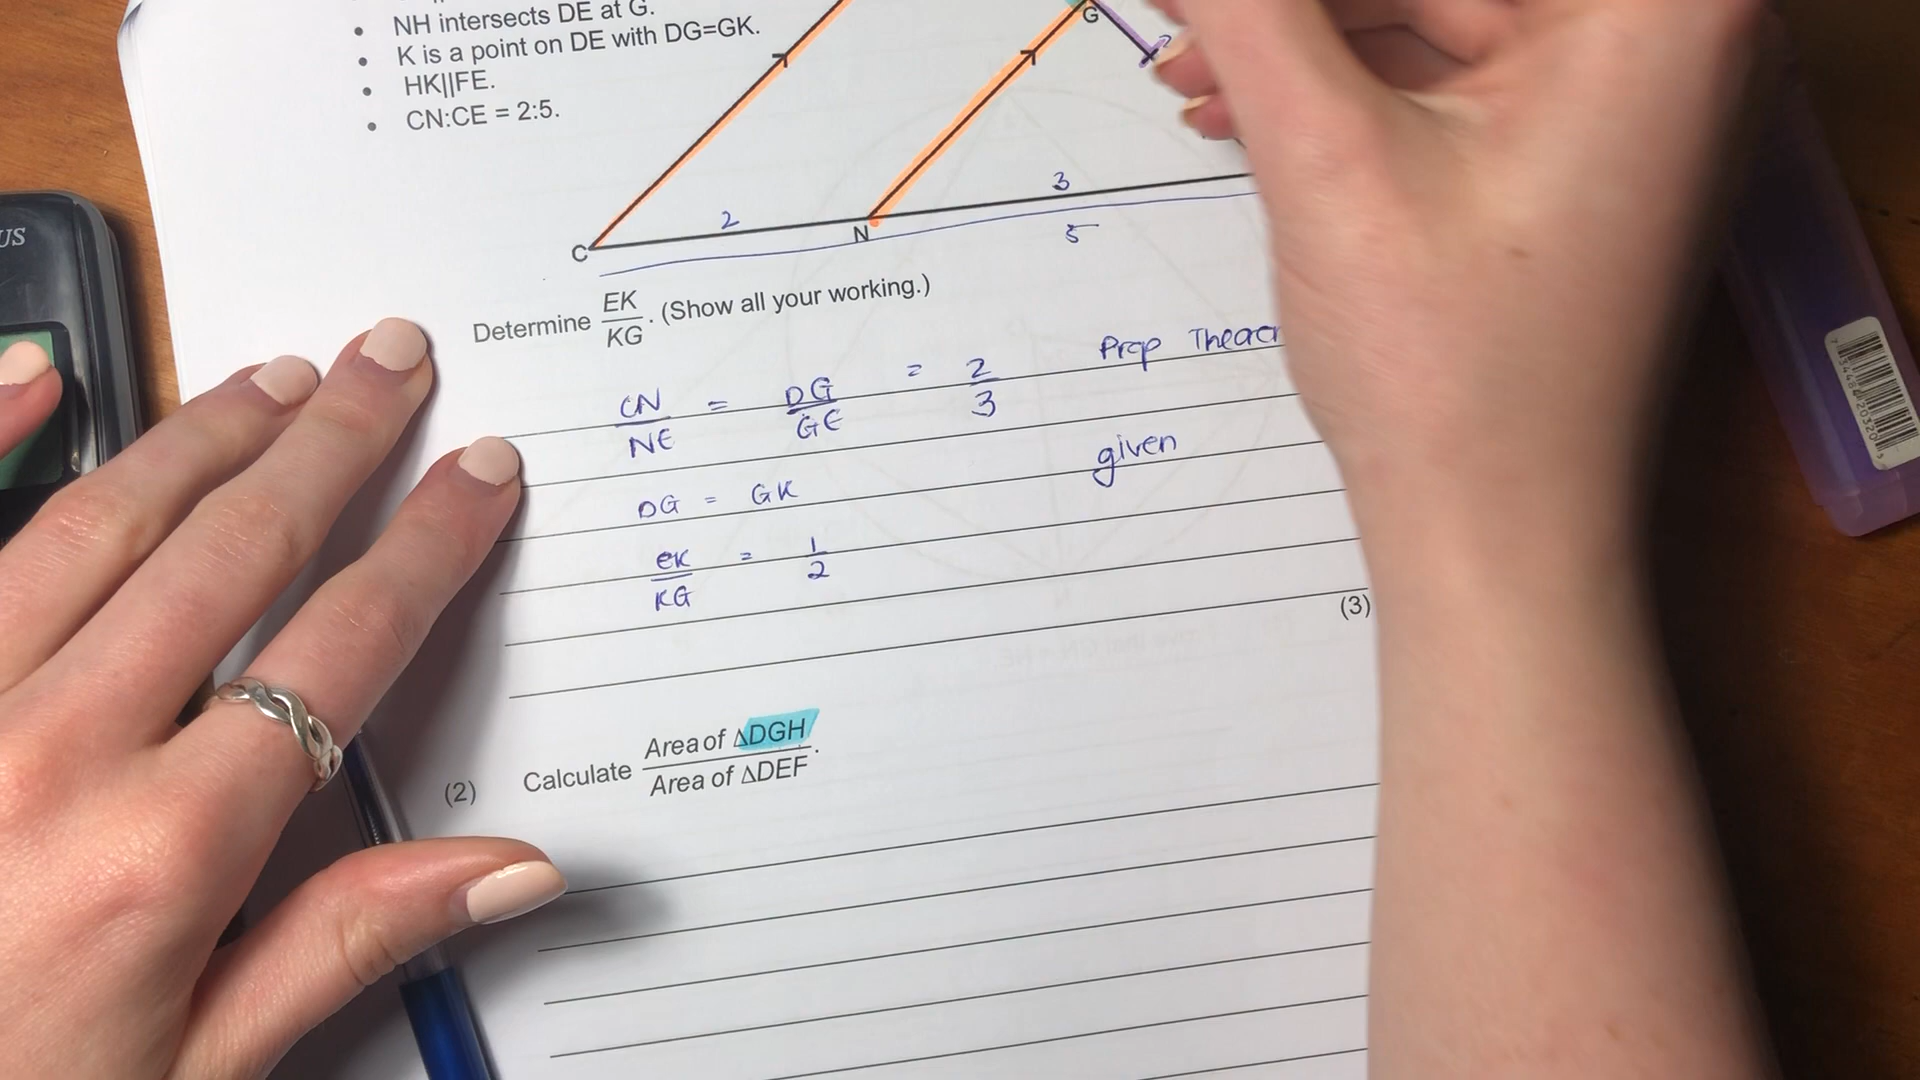 NH intersects DE at G.
K is a point on DE with DG=GK.
HK||FE.
CN:CE = 2:5.
G
2
3
C
N
5
Determine EK/KG. (Show all your working.)
CN/NE = DG/GE = 2/3 Prop
DG = GK given
eK/KG = 1/2
(3)
(2) Calculate Area of ΔDGH/Area of ΔDEF.
US